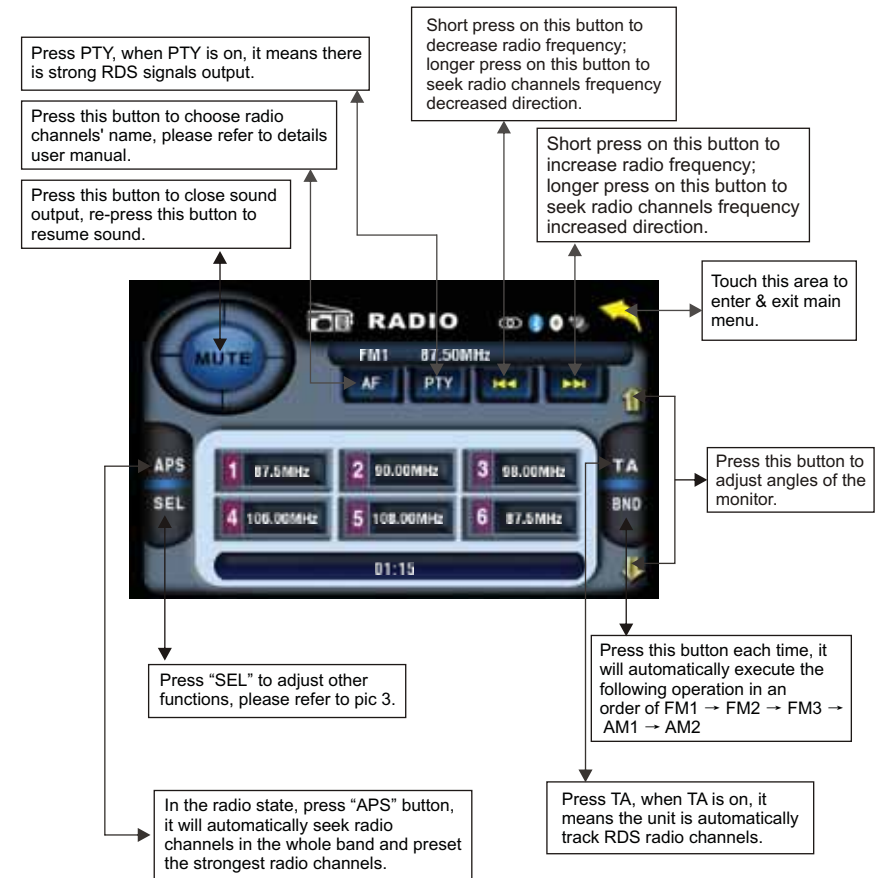 Short press on this button to
decrease radio frequency;
longer press on this button to
seek radio channels frequency
decreased direction.
Press PTY, when PTY is on, it means there
is strong RDS signals output.
Press this button to choose radio
channels' name, please refer to details
user manual.
Short press on this button to
increase radio frequency;
longer press on this button to
seek radio channels frequency
increased direction.
Press this button to close sound
output, re-press this button to
resume sound.
Touch this area to
enter & exit main
menu.
RADIO
MUTE
FM1 87.50MHz
AF PTY
APS
SEL
1 87.5MHz 2 90.00MHz 3 98.00MHz
4 106.00MHz 5 108.00MHz 6 87.5MHz
01:15
TA
BND
Press this button to
adjust angles of the
monitor.
Press “SEL” to adjust other
functions, please refer to pic 3.
Press this button each time, it
will automatically execute the
following operation in an
order of FM1 → FM2 → FM3 →
AM1 → AM2
In the radio state, press “APS” button,
it will automatically seek radio
channels in the whole band and preset
the strongest radio channels.
Press TA, when TA is on, it
means the unit is automatically
track RDS radio channels.